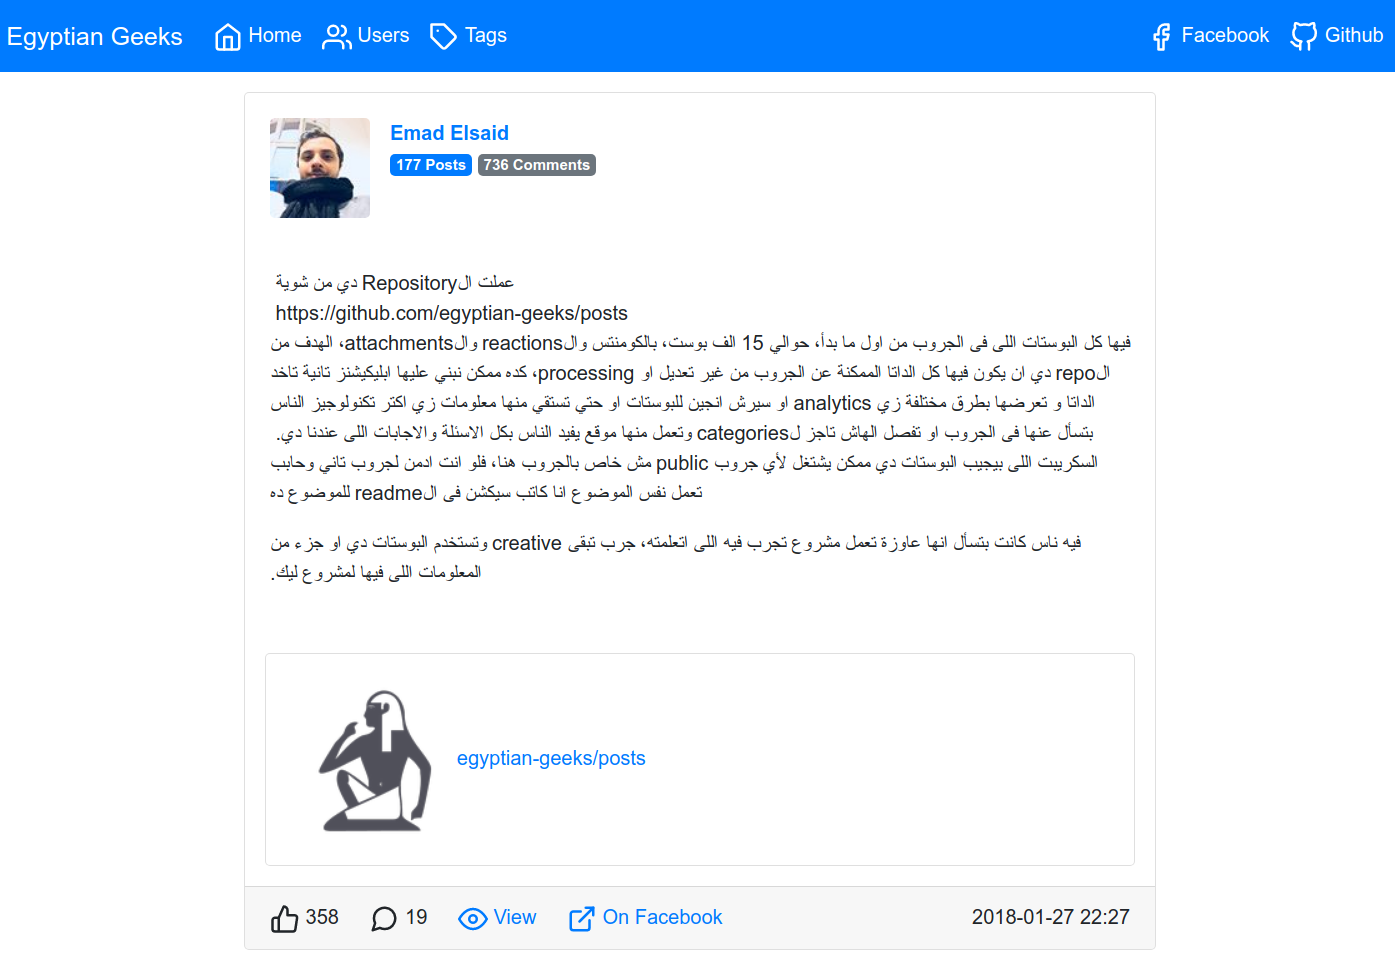 Egyptian Geeks
Home
Users
Tags
Facebook
Github
Emad Elsaid
177 Posts
736 Comments
عملت الRepository دي من شوية
https://github.com/egyptian-geeks/posts
فيها كل البوستات اللى فى الجروب من اول ما بدأ، حوالي 15 الف بوست، بالكومنتس والreactions والattachments، الهدف من
الrepo دي ان يكون فيها كل الداتا الممكنة عن الجروب من غير تعديل او processing، كده ممكن نبني عليها ابليكيشنز تانية تاخد
الداتا و تعرضها بطرق مختلفة زي analytics او سيرش انجين للبوستات او حتي تستقي منها معلومات زي اكتر تكنولوجيز الناس
بتسأل عنها فى الجروب او تفصل الهاش تاجز لcategories وتعمل منها موقع يفيد الناس بكل الاسئلة والاجابات اللى عندنا دي.
السكريبت اللى بيجيب البوستات دي ممكن يشتغل لأي جروب public مش خاص بالجروب هنا، فلو انت ادمن لجروب تاني وحابب
تعمل نفس الموضوع انا كاتب سيكشن فى الreadme للموضوع ده
فيه ناس كانت بتسأل انها عاوزة تعمل مشروع تجرب فيه اللى اتعلمته، جرب تبقى creative وتستخدم البوستات دي او جزء من
المعلومات اللى فيها لمشروع ليك.
egyptian-geeks/posts
358
19
View
On Facebook
2018-01-27 22:27